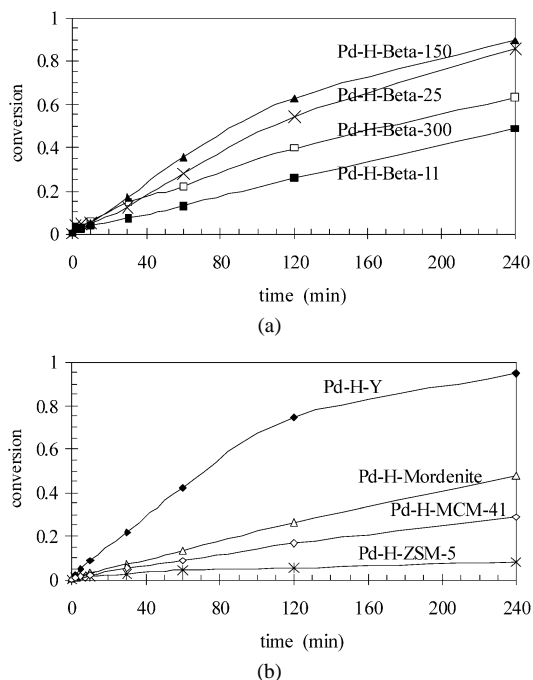 1
Pd-H-Beta-150
0.8
Pd-H-Beta-25
0.6
Pd-H-Beta-300
0.4
Pd-H-Beta-11
0.2
0
conversion
0 40 80 120 160 200 240
time (min)
(a)
1
Pd-H-Y
0.8
0.6
Pd-H-Mordenite
0.4
Pd-H-MCM-41
0.2
Pd-H-ZSM-5
0
conversion
0 40 80 120 160 200 240
time (min)
(b)